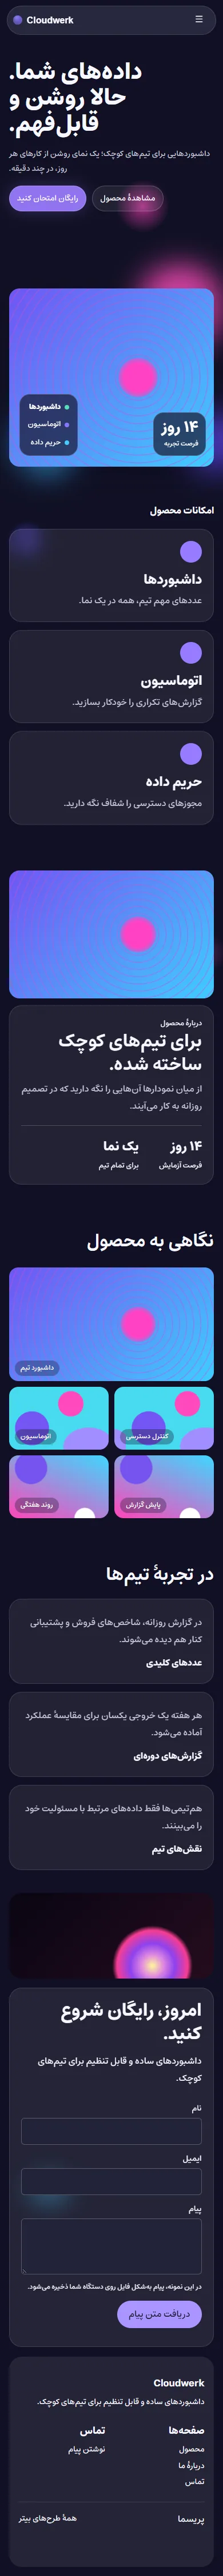 Cloudwerk
☰
داده‌های شما.
حالا روشن و
قابل‌فهم.
داشبوردهایی برای تیم‌های کوچک؛ یک نمای روشن از کارهای هر
روز، در چند دقیقه.
مشاهدهٔ محصول
رایگان امتحان کنید
داشبوردها
اتوماسیون
حریم داده
۱۴ روز
فرصت تجربه
امکانات محصول
داشبوردها
عددهای مهم تیم، همه در یک نما.
اتوماسیون
گزارش‌های تکراری را خودکار بسازید.
حریم داده
مجوزهای دسترسی را شفاف نگه دارید.
دربارهٔ محصول
برای تیم‌های کوچک
ساخته شده.
از میان نمودارها آن‌هایی را نگه دارید که در تصمیم
روزانه به کار می‌آیند.
۱۴ روز
فرصت آزمایش
یک نما
برای تمام تیم
نگاهی به محصول
داشبورد تیم
کنترل دسترسی
اتوماسیون
پایش گزارش
روند هفتگی
در تجربهٔ تیم‌ها
در گزارش روزانه، شاخص‌های فروش و پشتیبانی
کنار هم دیده می‌شوند.
عددهای کلیدی
هر هفته یک خروجی یکسان برای مقایسهٔ عملکرد
آماده می‌شود.
گزارش‌های دوره‌ای
هم‌تیمی‌ها فقط داده‌های مرتبط با مسئولیت خود
را می‌بینند.
نقش‌های تیم
امروز، رایگان شروع
کنید.
داشبوردهای ساده و قابل تنظیم برای تیم‌های
کوچک.
نام
ایمیل
پیام
در این نمونه، پیام به‌شکل فایل روی دستگاه شما ذخیره می‌شود.
دریافت متن پیام
Cloudwerk
داشبوردهای ساده و قابل تنظیم برای تیم‌های کوچک.
صفحه‌ها
محصول
دربارهٔ ما
تماس
تماس
نوشتن پیام
پریسما
همهٔ طرح‌های بیتر